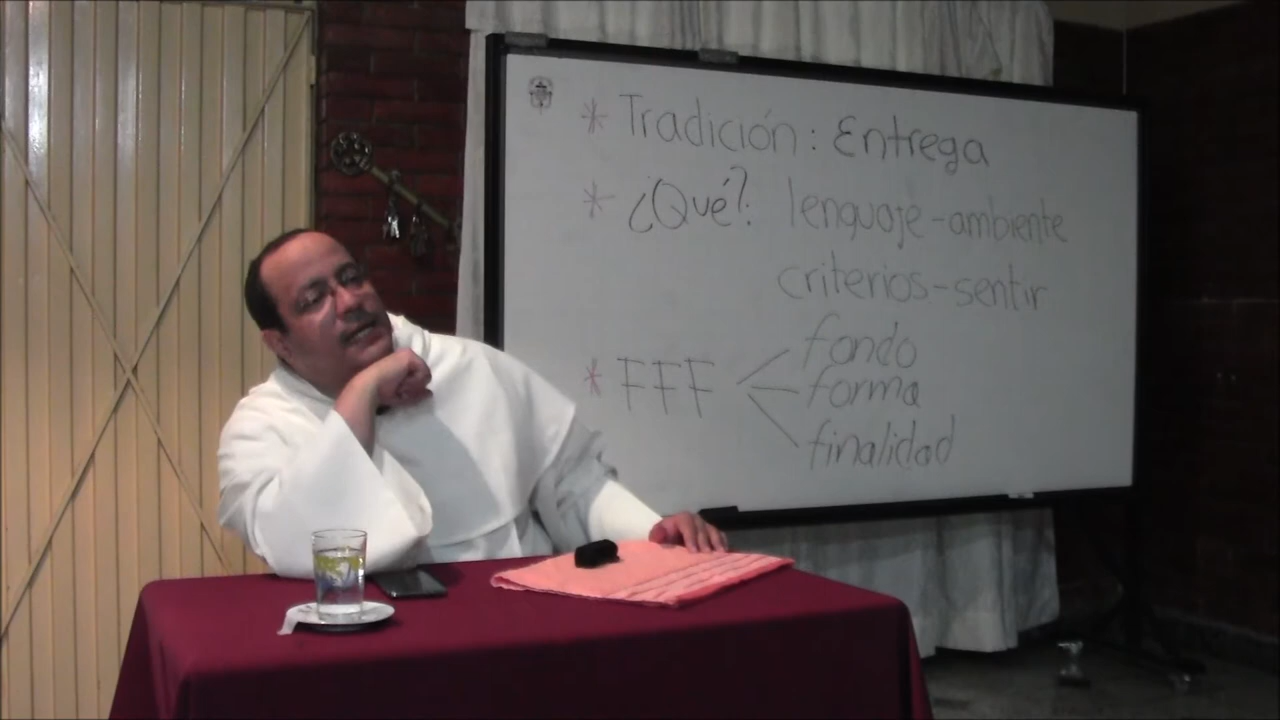 * Tradición: Entrega
* ¿Qué?: lenguaje-ambiente
criterios-sentir
* FFF fondo
forma
finalidad